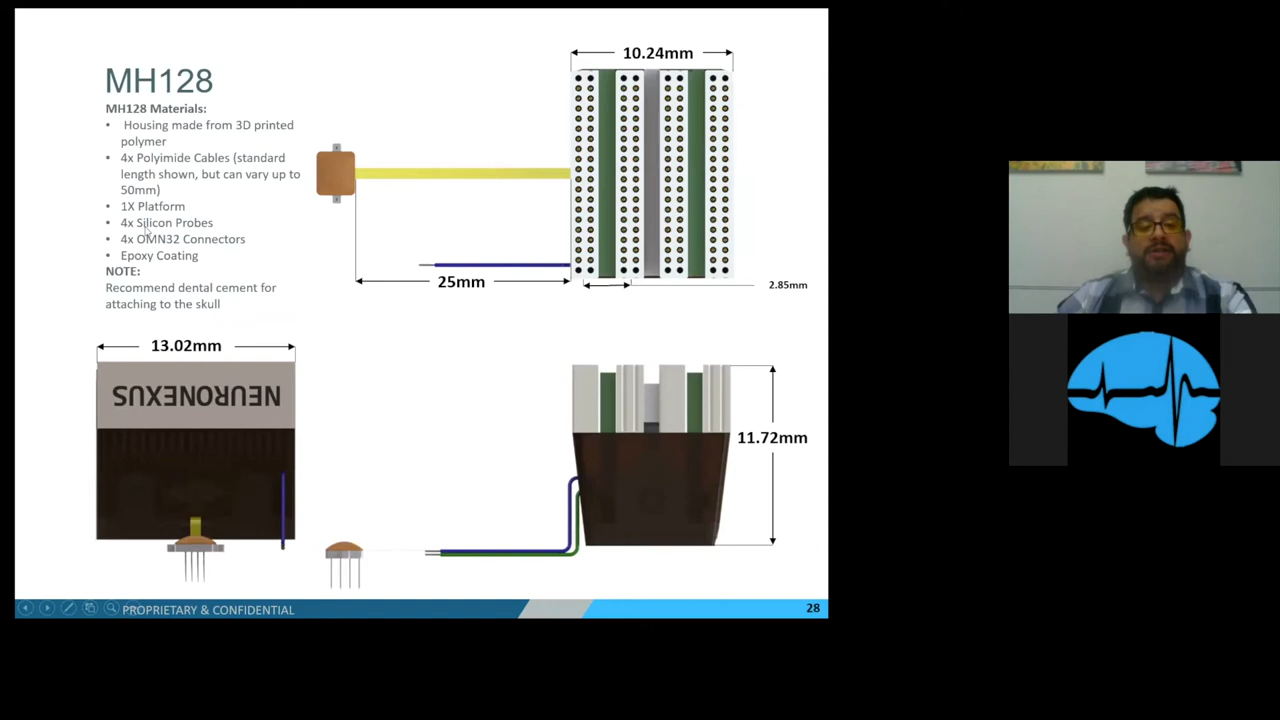 MH128
MH128 Materials:
• Housing made from 3D printed
polymer
• 4x Polyimide Cables (standard
length shown, but can vary up to
50mm)
• 1X Platform
• 4x Silicon Probes
• 4x OMN32 Connectors
• Epoxy Coating
NOTE:
Recommend dental cement for
attaching to the skull
10.24mm
25mm
2.85mm
13.02mm
NEURONEXUS
11.72mm
PROPRIETARY & CONFIDENTIAL
28